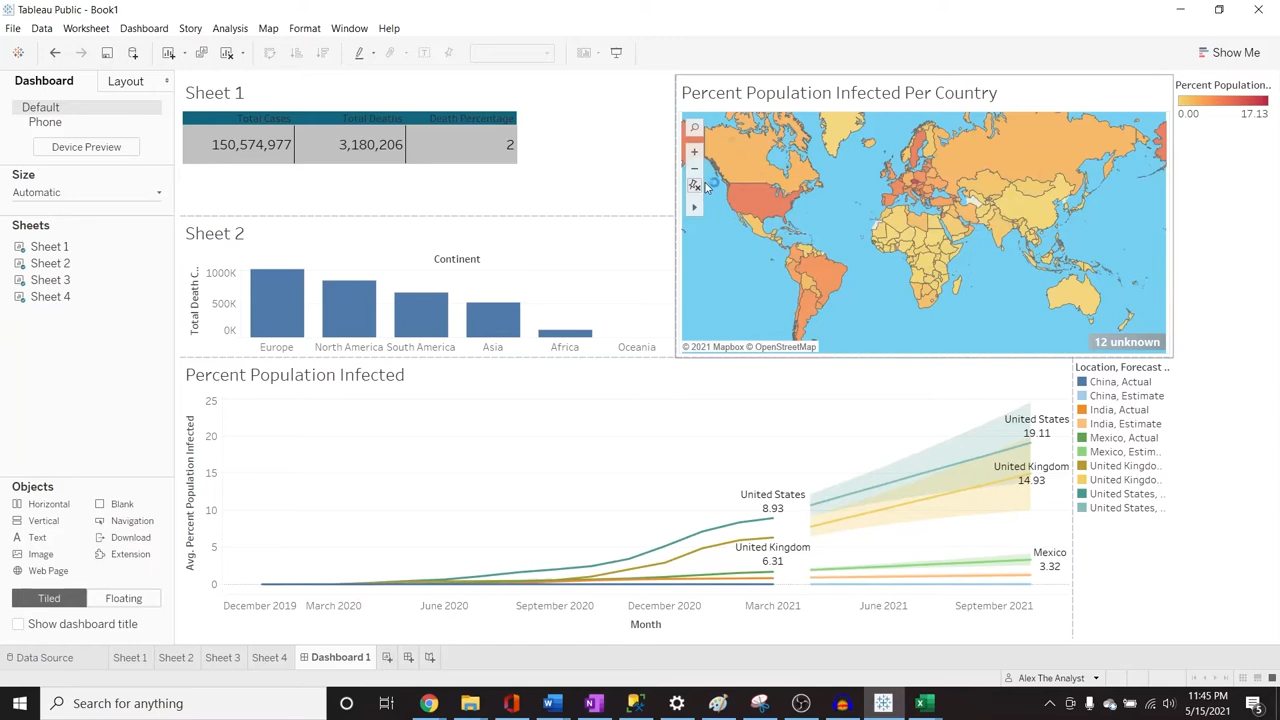 Tableau Public - Book1
File Data Worksheet Dashboard Story Analysis Map Format Window Help
Show Me
Dashboard Layout
Default
Phone
Device Preview
Size
Automatic
Sheets
Sheet 1
Sheet 2
Sheet 3
Sheet 4
Objects
Horizontal Blank
Vertical Navigation
Text Download
Image Extension
Web Page
Tiled Floating
Show dashboard title
Sheet 1
Total Cases Total Deaths Death Percentage
150,574,977 3,180,206 2
Sheet 2
Continent
Total Death C..
1000K
500K
0K
Europe North America South America Asia Africa Oceania
Percent Population Infected Per Country
© 2021 Mapbox © OpenStreetMap
12 unknown
Percent Population..
0.00 17.13
Percent Population Infected
Avg. Percent Population Infected
25
20
15
10
5
0
United States
8.93
United Kingdom
6.31
United States
19.11
United Kingdom
14.93
Mexico
3.32
December 2019 March 2020 June 2020 September 2020 December 2020 March 2021 June 2021 September 2021
Month
Location, Forecast ..
China, Actual
China, Estimate
India, Actual
India, Estimate
Mexico, Actual
Mexico, Estim..
United Kingdo..
United Kingdo..
United States, ..
United States, ..
Data Source Sheet 1 Sheet 2 Sheet 3 Sheet 4 Dashboard 1
Alex The Analyst
Search for anything
11:45 PM
5/15/2021
5